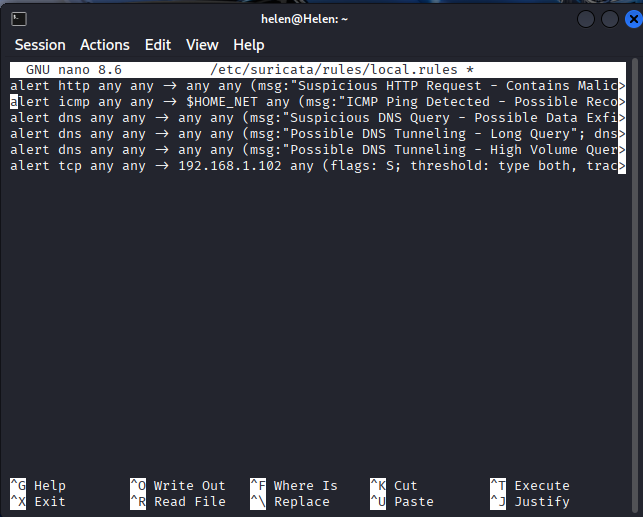 helen@Helen: ~
Session Actions Edit View Help
GNU nano 8.6 /etc/suricata/rules/local.rules *
alert http any any -> any any (msg:"Suspicious HTTP Request - Contains Malic>
alert icmp any any -> $HOME_NET any (msg:"ICMP Ping Detected - Possible Reco>
alert dns any any -> any any (msg:"Suspicious DNS Query - Possible Data Exfi>
alert dns any any -> any any (msg:"Possible DNS Tunneling - Long Query"; dns>
alert dns any any -> any any (msg:"Possible DNS Tunneling - High Volume Quer>
alert tcp any any -> 192.168.1.102 any (flags: S; threshold: type both, trac>
^G Help ^O Write Out ^F Where Is ^K Cut ^T Execute
^X Exit ^R Read File ^\ Replace ^U Paste ^J Justify